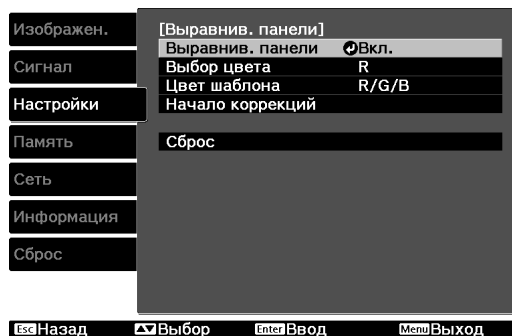 Изображен.
Сигнал
Настройки
Память
Сеть
Информация
Сброс
[Выравнив. панели]
Выравнив. панели Вкл.
Выбор цвета R
Цвет шаблона R/G/B
Начало коррекций
Сброс
Esc Назад Выбор Enter Ввод Menu Выход